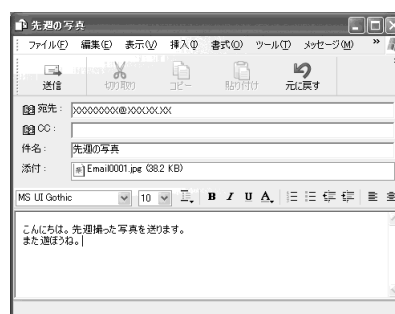 先週の写真
ファイル(F) 編集(E) 表示(V) 挿入(I) 書式(O) ツール(T) メッセージ(M) »
送信 切り取り コピー 貼り付け 元に戻す
宛先: XXXXXXXX@XXXXX.XX
CC:
件名: 先週の写真
添付: Email0001.jpg (38.2 KB)
MS UI Gothic 10 B I U A
こんにちは。先週撮った写真を送ります。
また遊ぼうね。